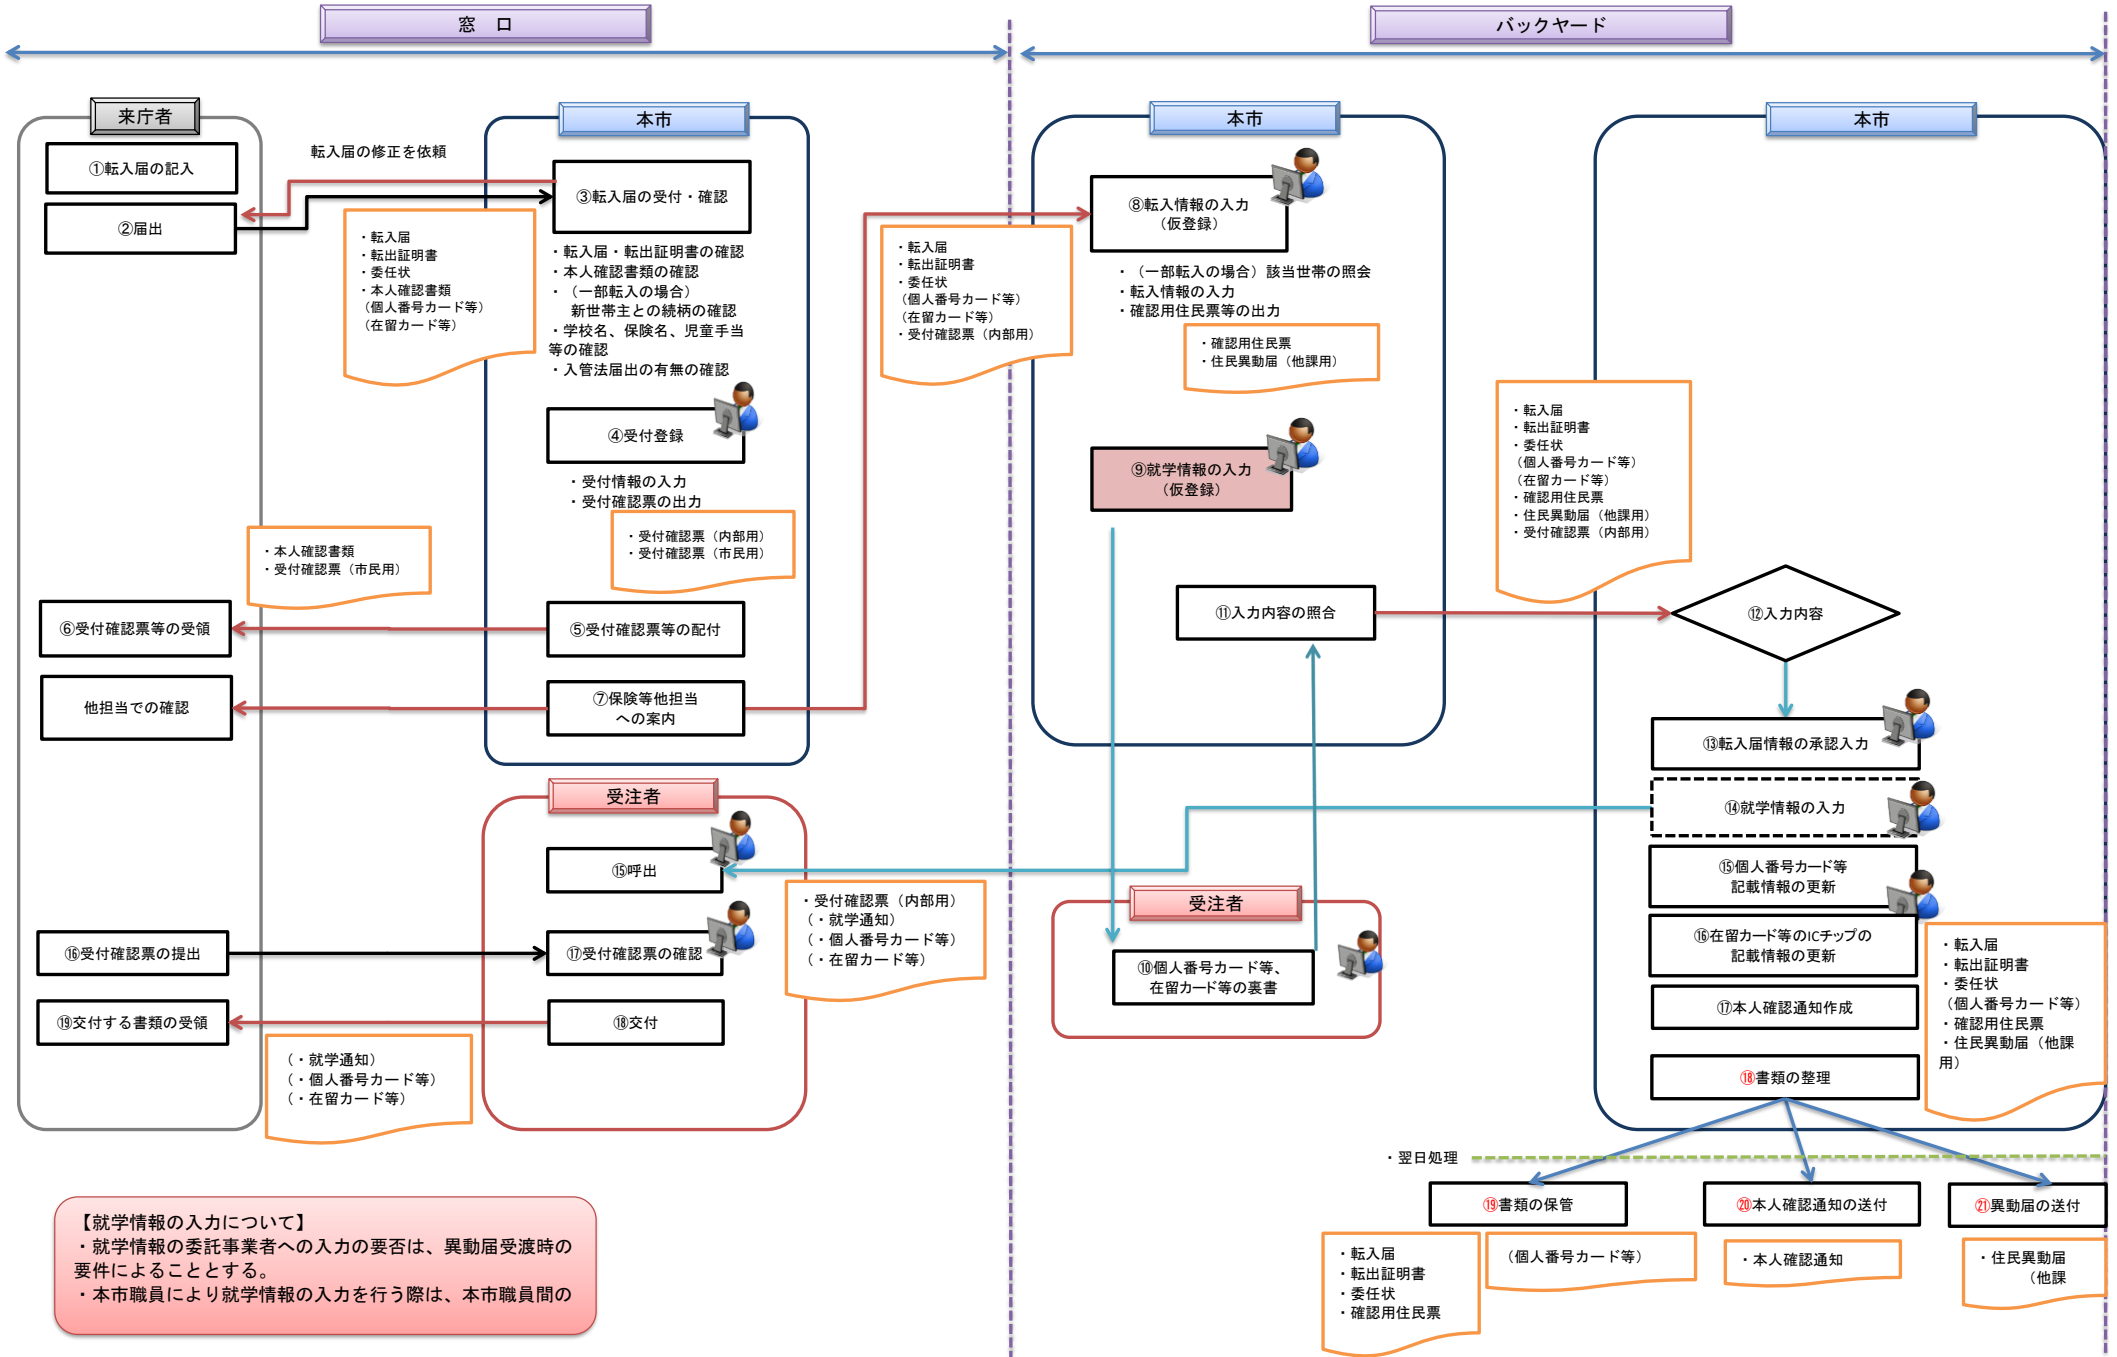 窓　口
バックヤード
来庁者
①転入届の記入
②届出
転入届の修正を依頼
・転入届
・転出証明書
・委任状
・本人確認書類
（個人番号カード等）
（在留カード等）
本市
③転入届の受付・確認
・転入届・転出証明書の確認
・本人確認書類の確認
・（一部転入の場合）
新世帯主との続柄の確認
・学校名、保険名、児童手当
等の確認
・入管法届出の有無の確認
④受付登録
・受付情報の入力
・受付確認票の出力
・受付確認票（内部用）
・受付確認票（市民用）
・本人確認書類
・受付確認票（市民用）
⑥受付確認票等の受領
⑤受付確認票等の配付
他担当での確認
⑦保険等他担当
への案内
受注者
⑮呼出
・受付確認票（内部用）
（・就学通知）
（・個人番号カード等）
（・在留カード等）
⑯受付確認票の提出
⑰受付確認票の確認
⑲交付する書類の受領
⑱交付
（・就学通知）
（・個人番号カード等）
（・在留カード等）
【就学情報の入力について】
・就学情報の委託事業者への入力の要否は、異動届受渡時の
要件によることとする。
・本市職員により就学情報の入力を行う際は、本市職員間の
・転入届
・転出証明書
・委任状
（個人番号カード等）
（在留カード等）
・受付確認票（内部用）
本市
⑧転入情報の入力
（仮登録）
・（一部転入の場合）該当世帯の照会
・転入情報の入力
・確認用住民票等の出力
・確認用住民票
・住民異動届（他課用）
⑨就学情報の入力
（仮登録）
⑪入力内容の照合
受注者
⑩個人番号カード等、
在留カード等の裏書
本市
・転入届
・転出証明書
・委任状
（個人番号カード等）
（在留カード等）
・確認用住民票
・住民異動届（他課用）
・受付確認票（内部用）
⑫入力内容
⑬転入届情報の承認入力
⑭就学情報の入力
⑮個人番号カード等
記載情報の更新
⑯在留カード等のICチップの
記載情報の更新
⑰本人確認通知作成
⑱書類の整理
・転入届
・転出証明書
・委任状
（個人番号カード等）
・確認用住民票
・住民異動届（他課
用）
・翌日処理
⑲書類の保管
⑳本人確認通知の送付
㉑異動届の送付
・転入届
・転出証明書
・委任状
・確認用住民票
（個人番号カード等）
・本人確認通知
・住民異動届
（他課